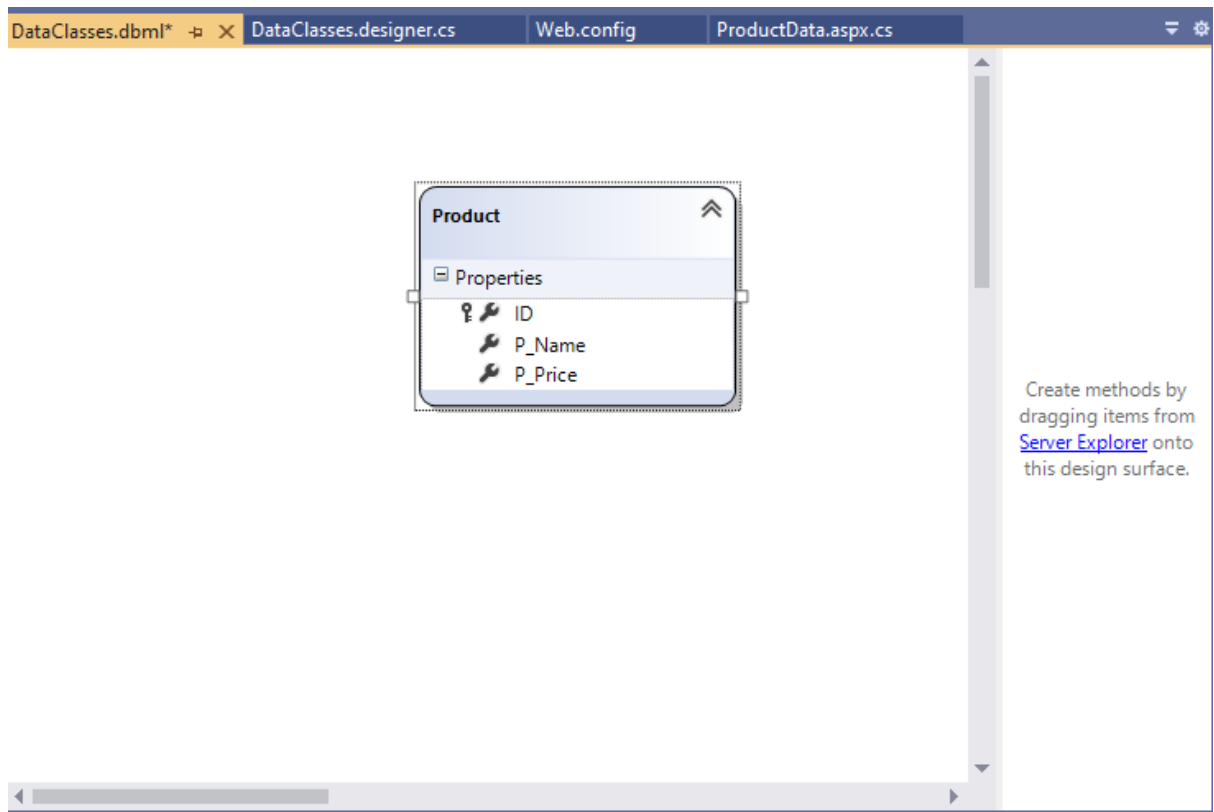 DataClasses.dbml*
DataClasses.designer.cs
Web.config
ProductData.aspx.cs
Product
Properties
ID
P_Name
P_Price
Create methods by
dragging items from
Server Explorer onto
this design surface.